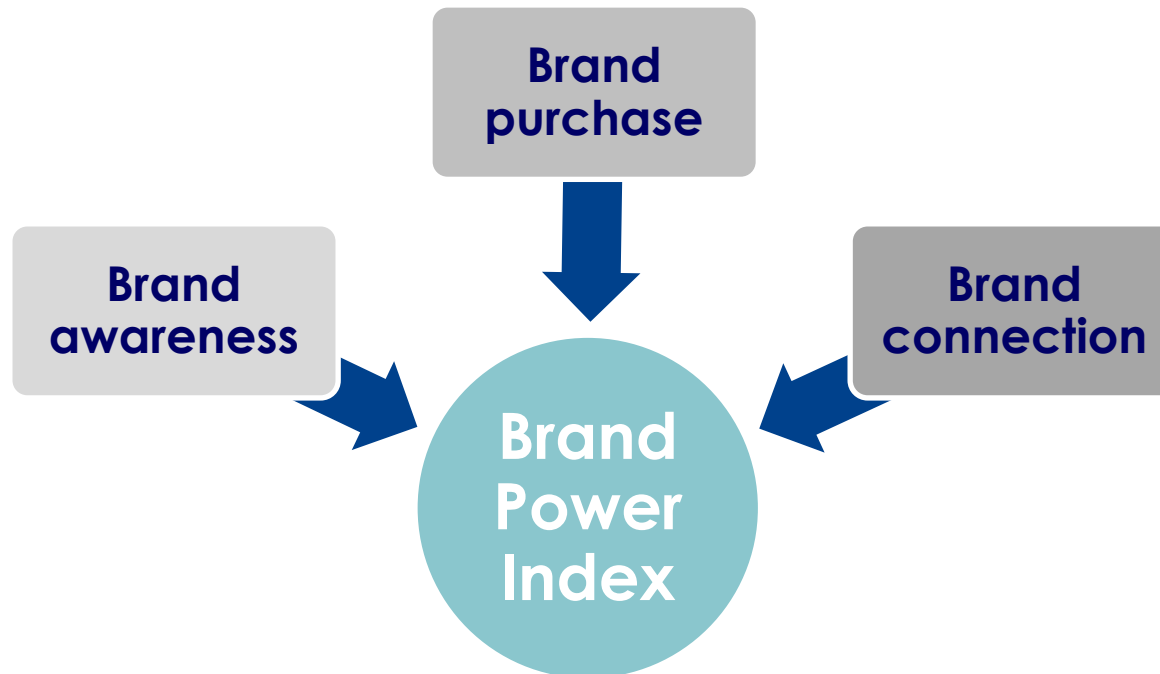 Brand
purchase
Brand
awareness
Brand
connection
Brand
Power
Index